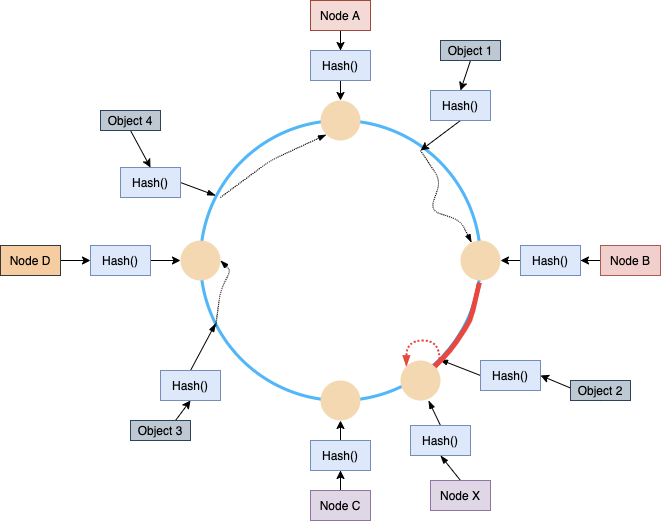 Node A
Hash()
Object 1
Hash()
Object 4
Hash()
Node D
Hash()
Hash()
Node B
Hash()
Object 2
Hash()
Object 3
Hash()
Hash()
Node C
Node X